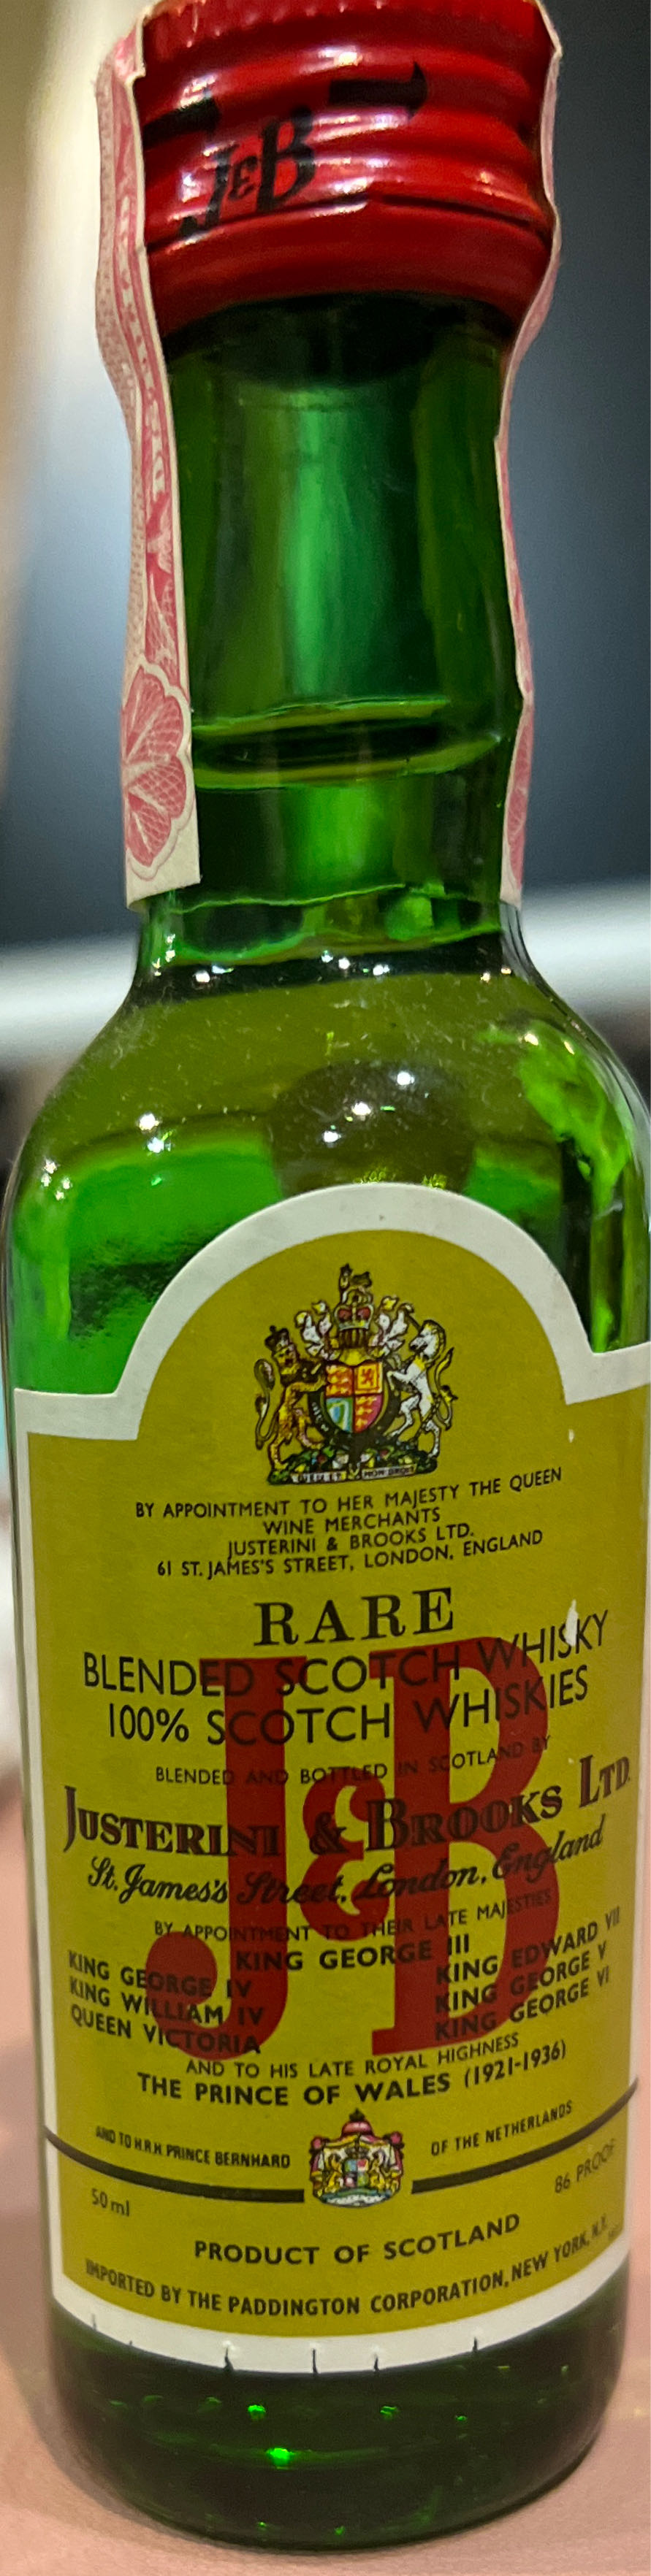 J&B
BY APPOINTMENT TO HER MAJESTY THE QUEEN
WINE MERCHANTS
JUSTERINI & BROOKS LTD.
61 ST. JAMES'S STREET, LONDON, ENGLAND
RARE
BLENDED SCOTCH WHISKY
100% SCOTCH WHISKIES
J&B
BLENDED AND BOTTLED IN SCOTLAND BY
JUSTERINI & BROOKS LTD.
St. James's Street, London, England
BY APPOINTMENT TO THEIR LATE MAJESTIES
KING GEORGE III
KING GEORGE IV KING EDWARD VII
KING WILLIAM IV KING GEORGE V
QUEEN VICTORIA KING GEORGE VI
AND TO HIS LATE ROYAL HIGHNESS
THE PRINCE OF WALES (1921-1936)
AND TO H.R.H. PRINCE BERNHARD OF THE NETHERLANDS
50 ml 86 PROOF
PRODUCT OF SCOTLAND
IMPORTED BY THE PADDINGTON CORPORATION, NEW YORK, N.Y.